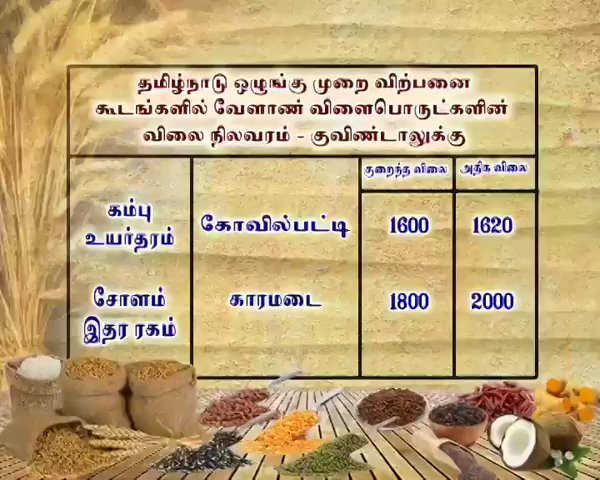 தமிழ்நாடு ஒழுங்கு முறை விற்பனை
கூடங்களில் வேளாண் விளைபொருட்களின்
விலை நிலவரம் - குவிண்டாலுக்கு
குறைந்த விலை அதிக விலை
கம்பு
உயர்தரம் கோவில்பட்டி 1600 1620
சோளம்
இதர ரகம் காரமடை 1800 2000